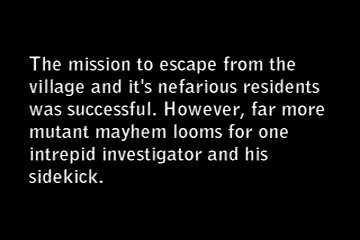 The mission to escape from the
village and it's nefarious residents
was successful. However, far more
mutant mayhem looms for one
intrepid investigator and his
sidekick.